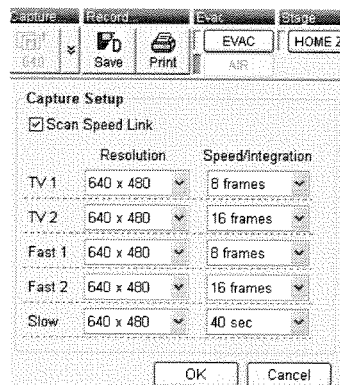 Capture... Record... Evac Stage
640 Save Print EVAC HOME Z
AIR
Capture Setup
Scan Speed Link
Resolution Speed/Integration
TV 1 640 x 480 8 frames
TV 2 640 x 480 16 frames
Fast 1 640 x 480 8 frames
Fast 2 640 x 480 16 frames
Slow 640 x 480 40 sec
OK Cancel